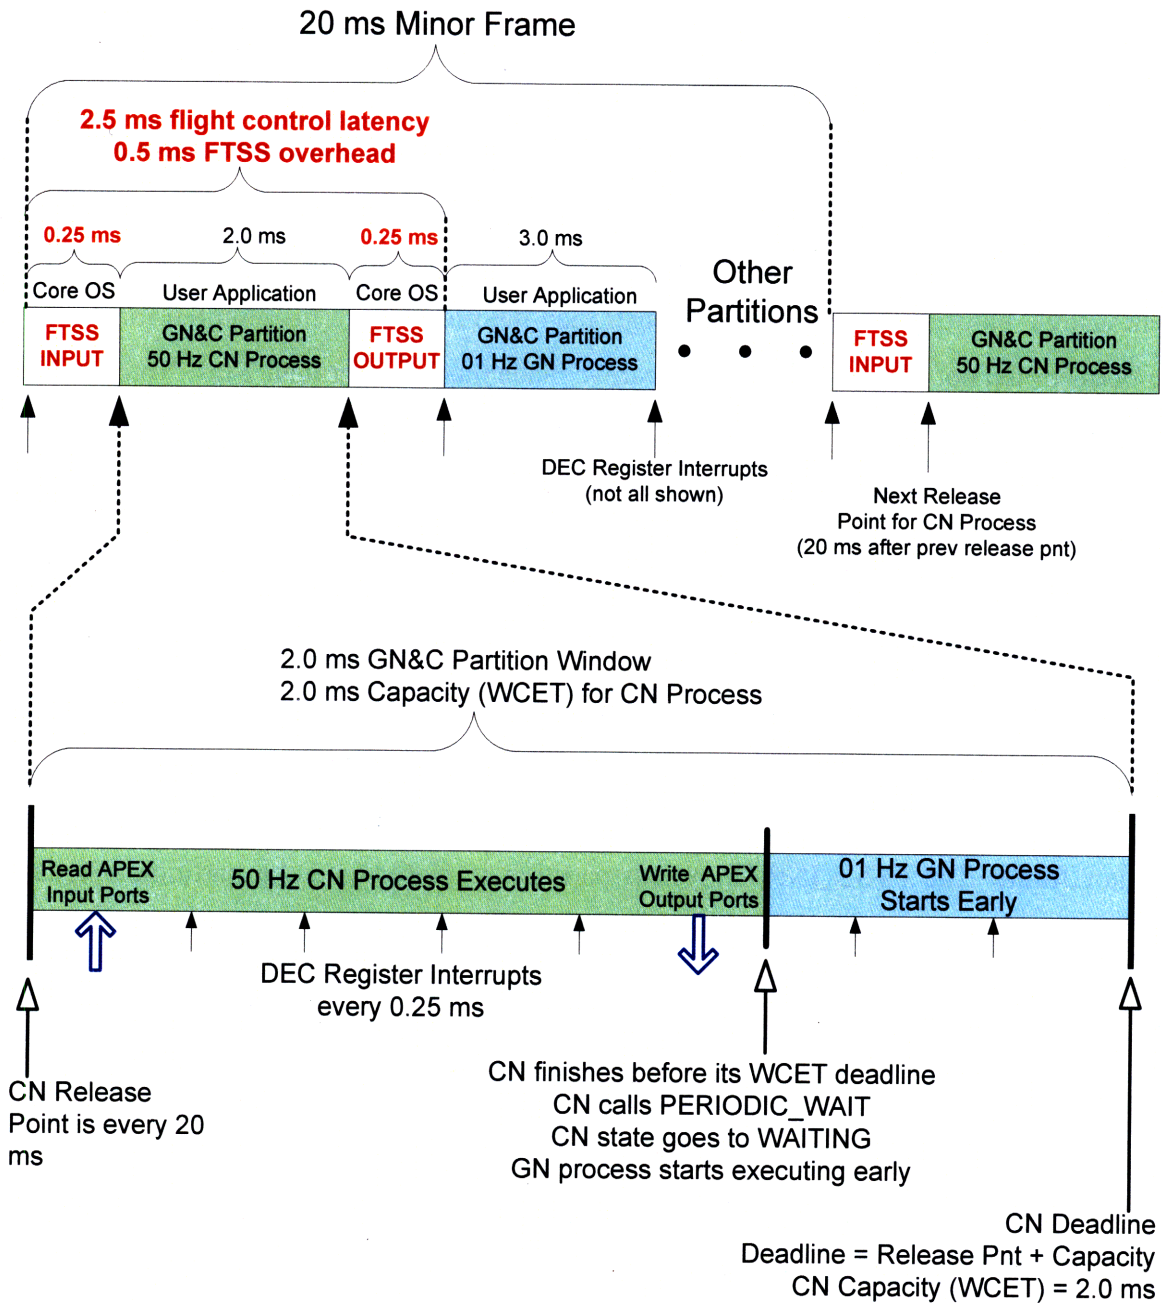 20 ms Minor Frame
2.5 ms flight control latency
0.5 ms FTSS overhead
0.25 ms
2.0 ms
0.25 ms
3.0 ms
Core OS
User Application
Core OS
User Application
Other
Partitions
FTSS
INPUT
GN&C Partition
50 Hz CN Process
FTSS
OUTPUT
GN&C Partition
01 Hz GN Process
FTSS
INPUT
GN&C Partition
50 Hz CN Process
DEC Register Interrupts
(not all shown)
Next Release
Point for CN Process
(20 ms after prev release pnt)
2.0 ms GN&C Partition Window
2.0 ms Capacity (WCET) for CN Process
Read APEX
Input Ports
50 Hz CN Process Executes
Write APEX
Output Ports
01 Hz GN Process
Starts Early
DEC Register Interrupts
every 0.25 ms
CN Release
Point is every 20
ms
CN finishes before its WCET deadline
CN calls PERIODIC_WAIT
CN state goes to WAITING
GN process starts executing early
CN Deadline
Deadline = Release Pnt + Capacity
CN Capacity (WCET) = 2.0 ms